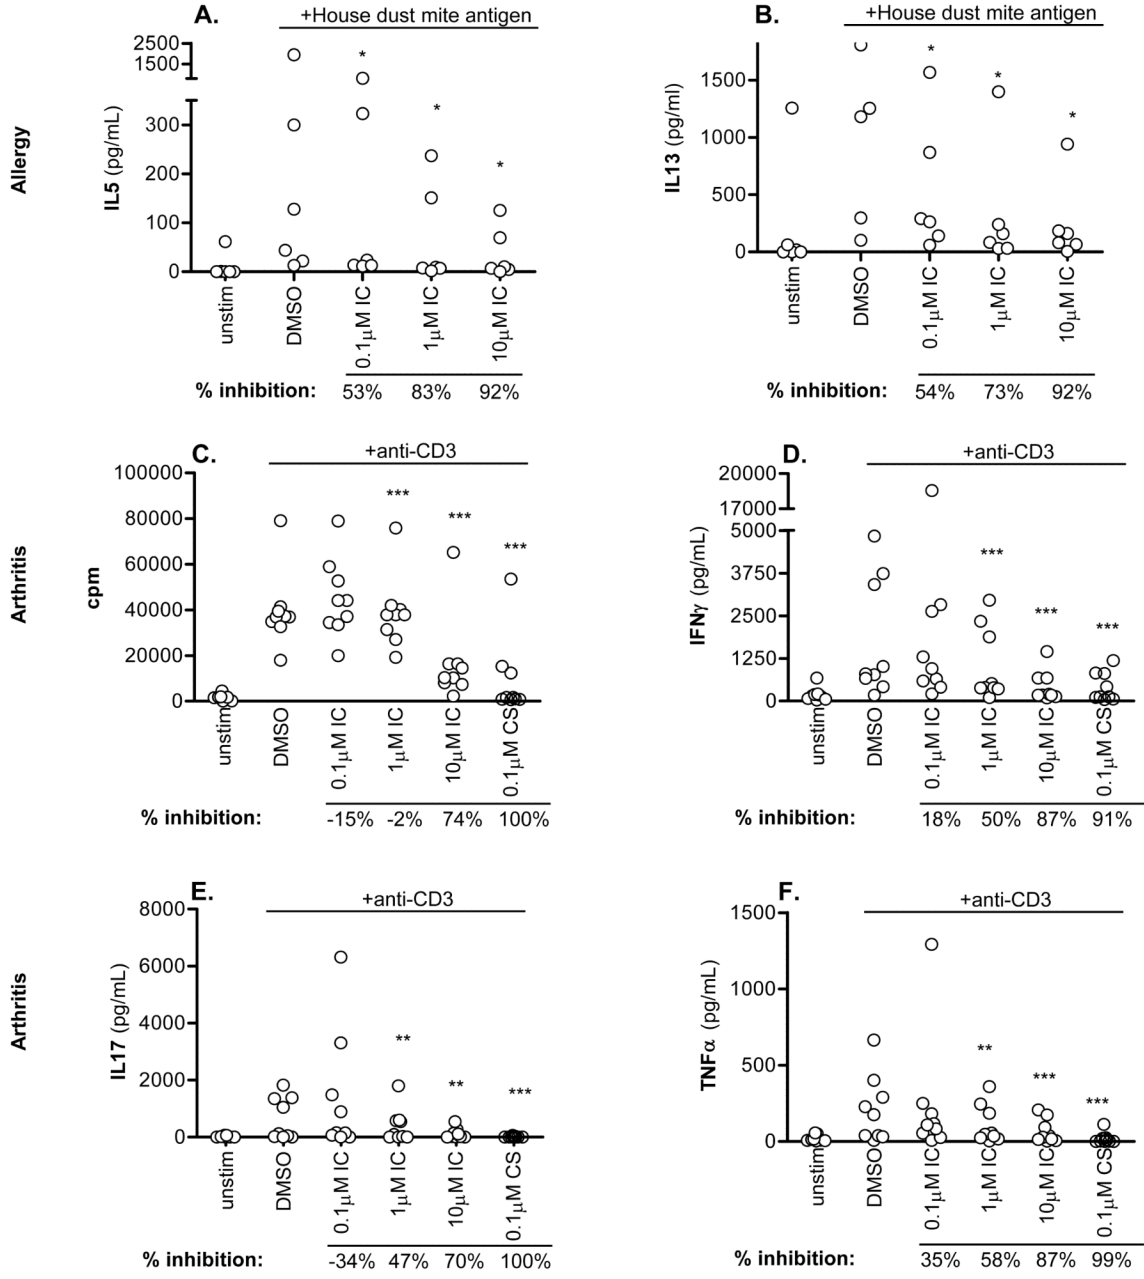 A.
+House dust mite antigen
Allergy
IL5 (pg/mL)
2500
1500
300
200
100
0
*
*
*
unstim
DMSO
0.1µM IC
1µM IC
10µM IC
% inhibition: 53% 83% 92%
B.
+House dust mite antigen
IL13 (pg/ml)
1500
1000
500
0
*
*
*
unstim
DMSO
0.1µM IC
1µM IC
10µM IC
% inhibition: 54% 73% 92%
C.
+anti-CD3
Arthritis
cpm
100000
80000
60000
40000
20000
0
***
***
***
unstim
DMSO
0.1µM IC
1µM IC
10µM IC
0.1µM CS
% inhibition: -15% -2% 74% 100%
D.
+anti-CD3
IFNγ (pg/mL)
20000
17000
5000
3750
2500
1250
0
***
***
***
unstim
DMSO
0.1µM IC
1µM IC
10µM IC
0.1µM CS
% inhibition: 18% 50% 87% 91%
E.
+anti-CD3
Arthritis
IL17 (pg/mL)
8000
6000
4000
2000
0
**
**
***
unstim
DMSO
0.1µM IC
1µM IC
10µM IC
0.1µM CS
% inhibition: -34% 47% 70% 100%
F.
+anti-CD3
TNFα (pg/mL)
1500
1000
500
0
**
***
***
unstim
DMSO
0.1µM IC
1µM IC
10µM IC
0.1µM CS
% inhibition: 35% 58% 87% 99%